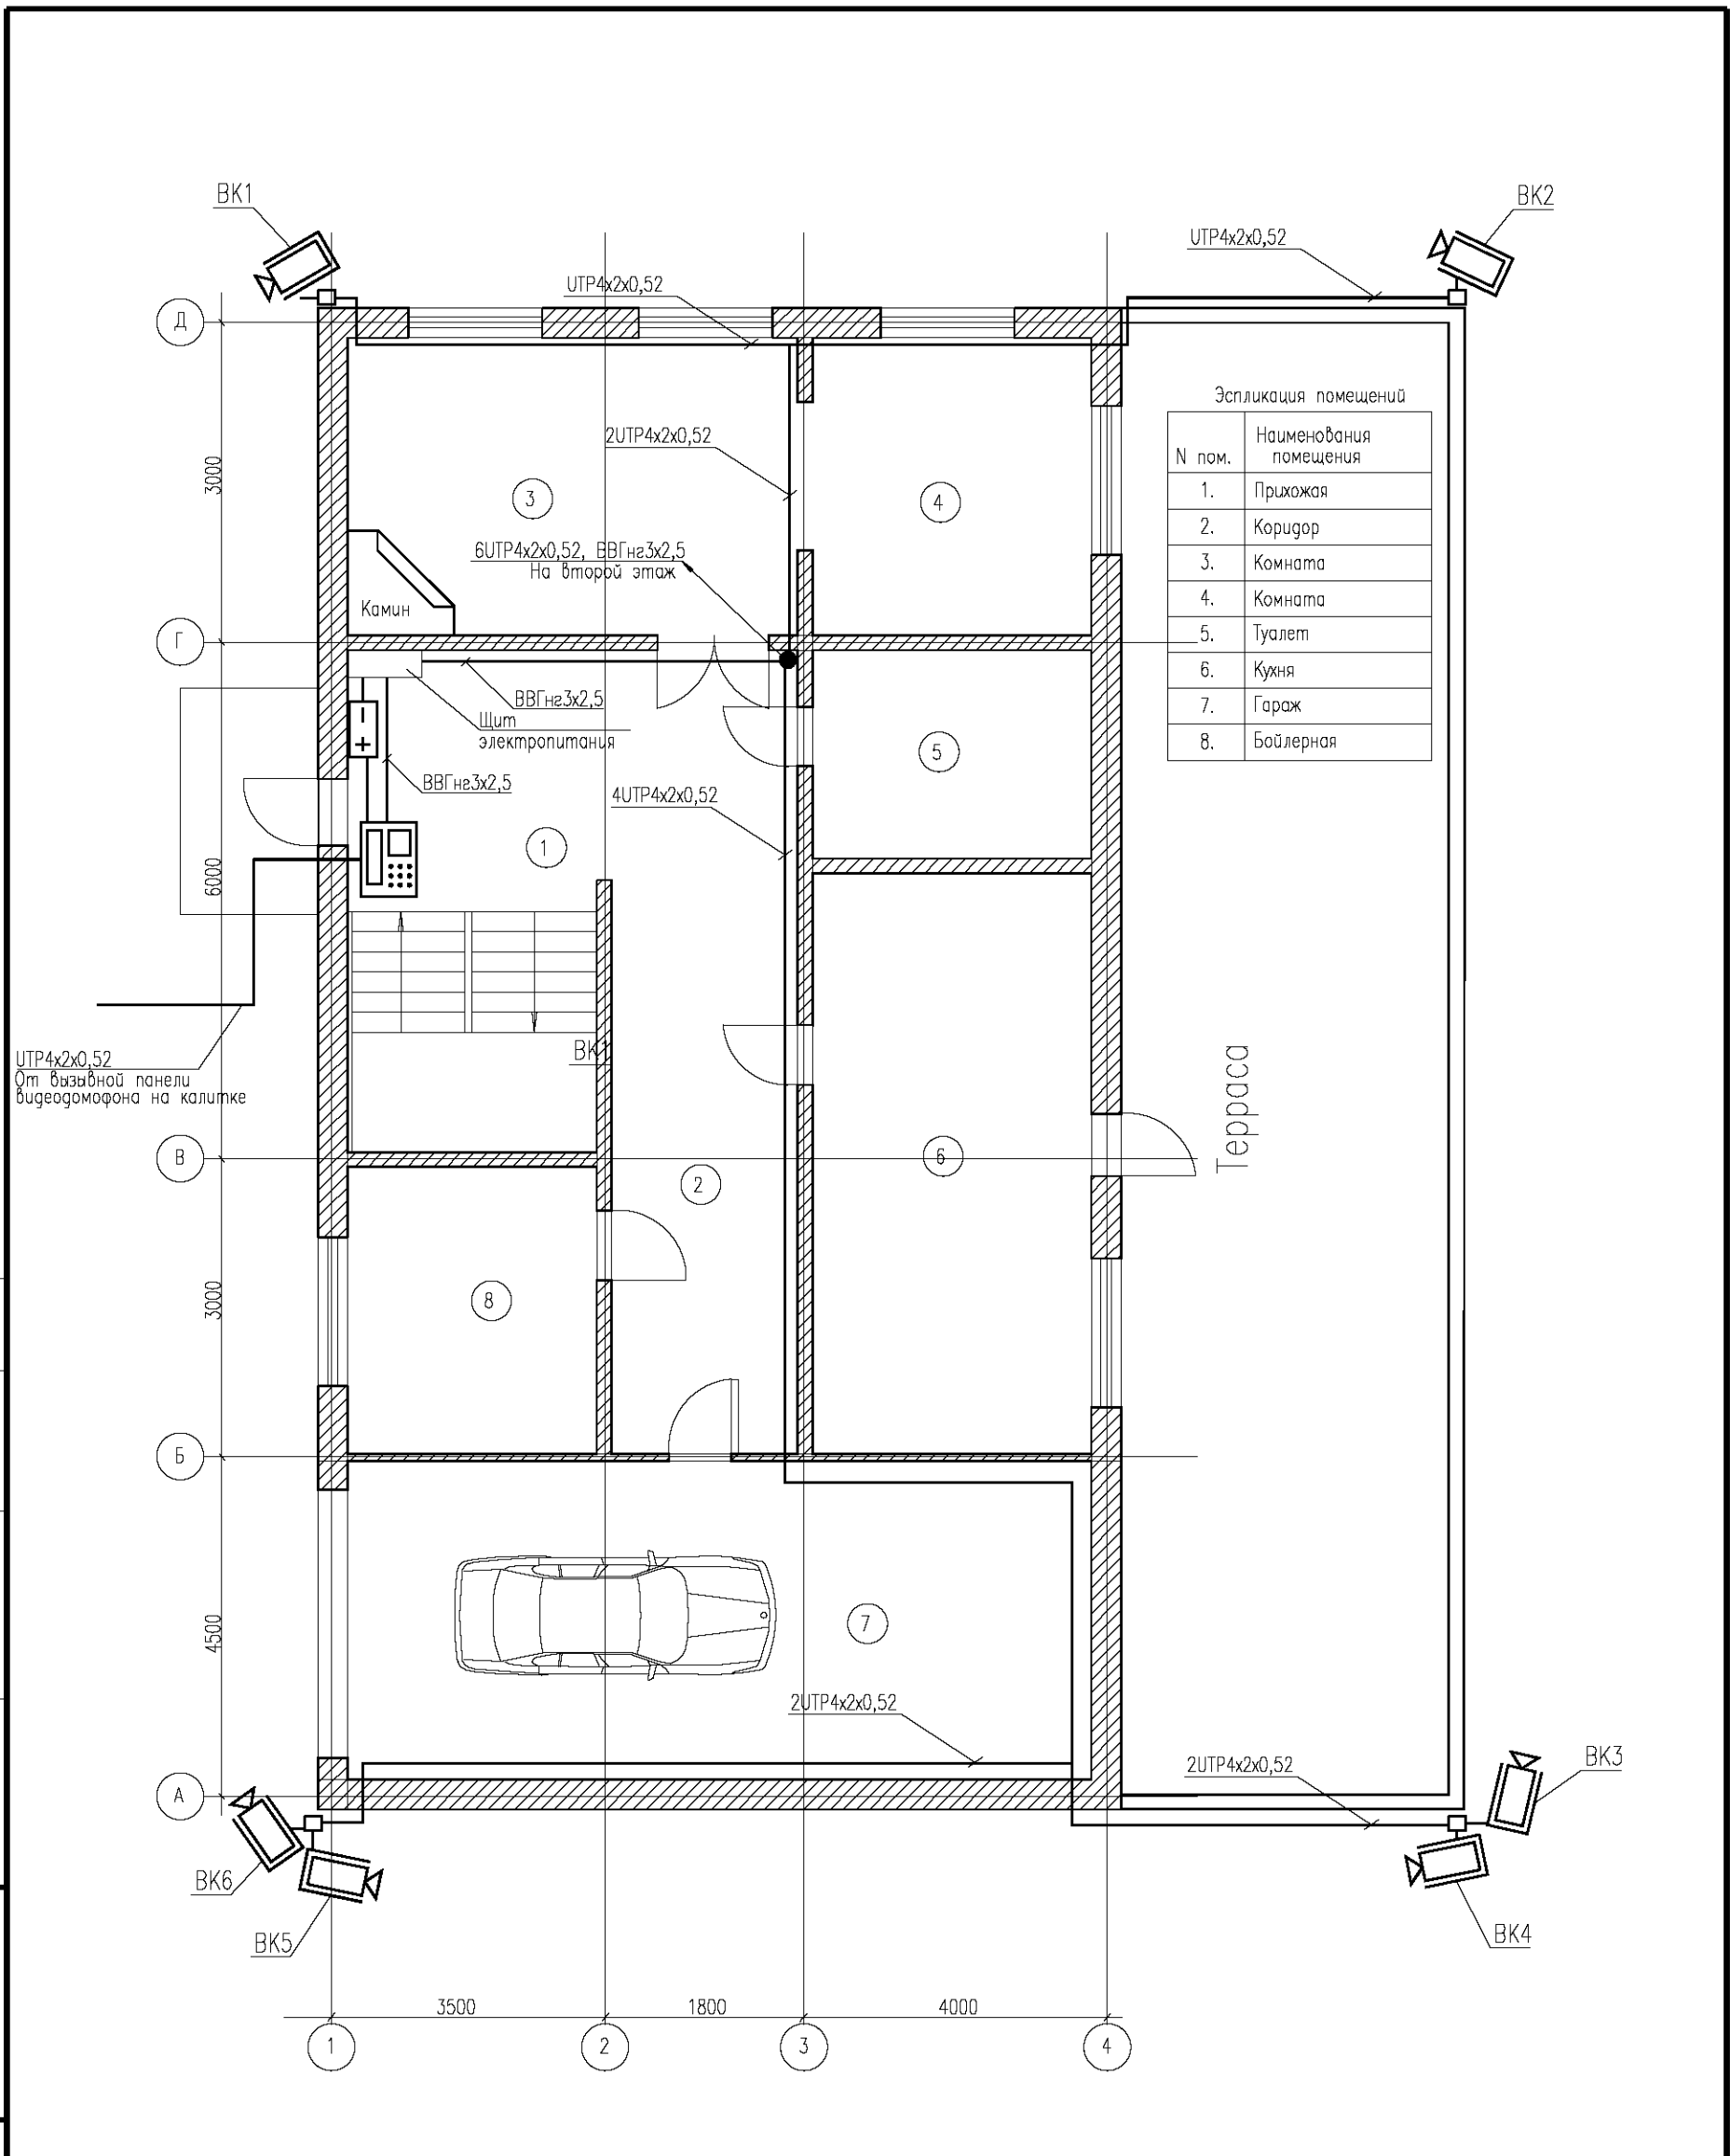 ВК1
ВК2
UTP4x2x0,52
UTP4x2x0,52
Д
Эспликация помещений
N пом.
Наименования
помещения
1.
Прихожая
2.
Коридор
3.
Комната
4.
Комната
5.
Туалет
6.
Кухня
7.
Гараж
8.
Бойлерная
2UTP4x2x0,52
3000
3
4
6UTP4x2x0,52, ВВГнг3x2,5
На второй этаж
Камин
Г
ВВГнг3x2,5
Щит
электропитания
5
ВВГнг3x2,5
4UTP4x2x0,52
1
6000
ВК1
UTP4x2x0,52
От вызывной панели
видеодомофона на калитке
Терраса
В
2
6
3000
8
Б
4500
7
2UTP4x2x0,52
2UTP4x2x0,52
ВК3
А
ВК6
ВК5
ВК4
3500
1800
4000
1
2
3
4